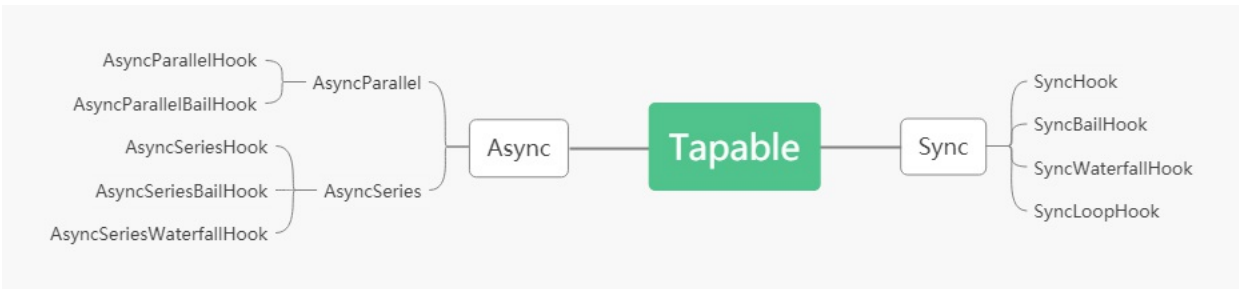 AsyncParallelHook
AsyncParallelBailHook
AsyncParallel
AsyncSeriesHook
AsyncSeriesBailHook
AsyncSeriesWaterfallHook
AsyncSeries
Async
Tapable
Sync
SyncHook
SyncBailHook
SyncWaterfallHook
SyncLoopHook